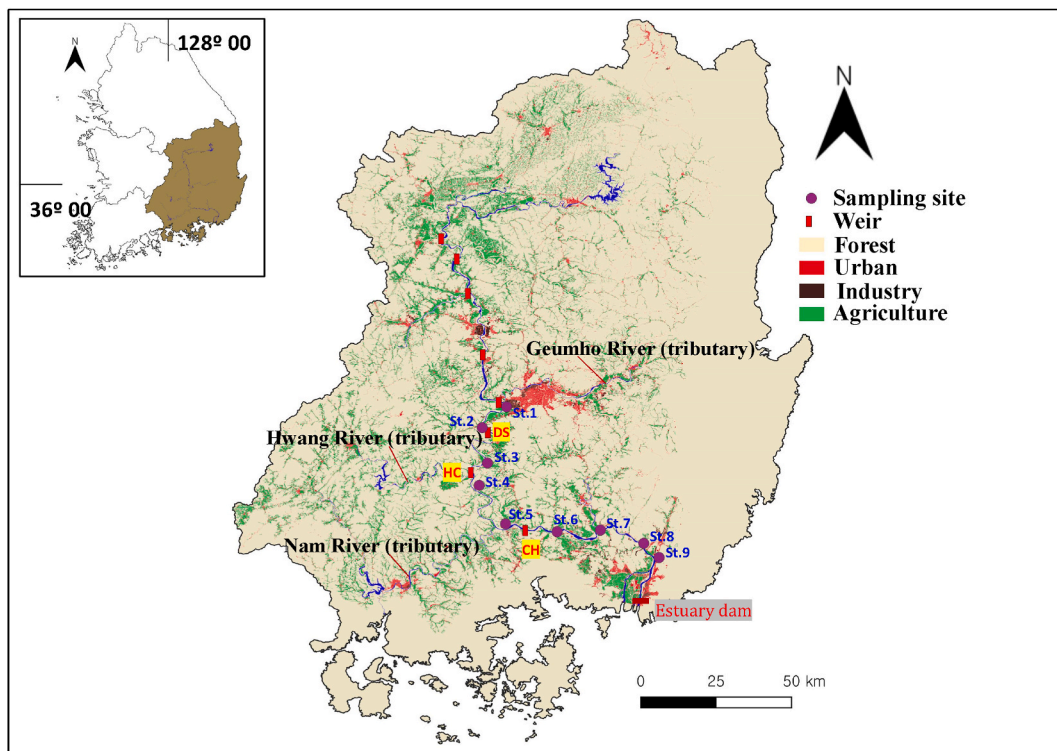 N
128º 00
36º 00
N
Sampling site
Weir
Forest
Urban
Industry
Agriculture
Geumho River (tributary)
St.1
St.2
DS
Hwang River (tributary)
St.3
HC
St.4
St.5
St.6
St.7
St.8
St.9
CH
Nam River (tributary)
Estuary dam
0 25 50 km